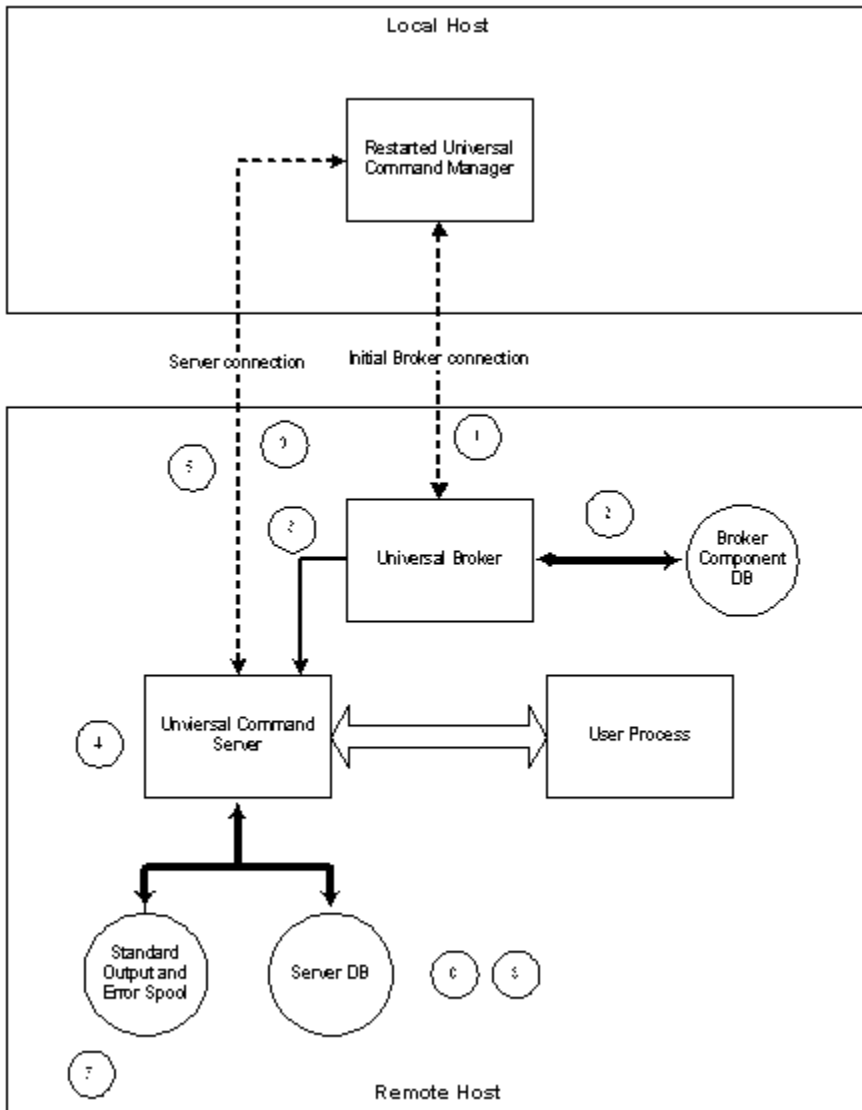 Local Host
Restarted Universal
Command Manager
Server connection
Initial Broker connection
1
5
2
Universal Broker
Broker
Component
DB
Unviersal Command
Server
User Process
4
Standard
Output and
Error Spool
Server DB
7
Remote Host